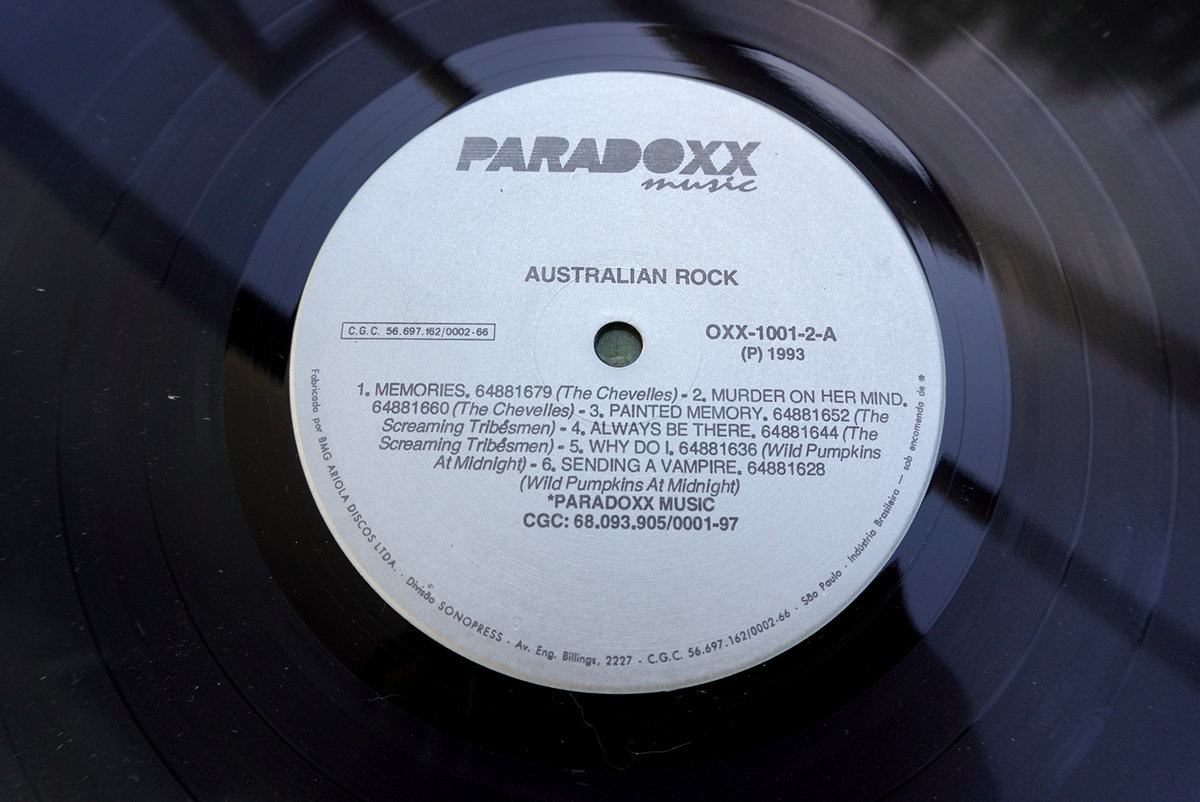 PARADOXX
music
AUSTRALIAN ROCK
C.G.C. 56.697.162/0002-66
OXX-1001-2-A
(P) 1993
1. MEMORIES. 64881679 (The Chevelles) - 2. MURDER ON HER MIND.
64881660 (The Chevelles) - 3. PAINTED MEMORY. 64881652 (The
Screaming Tribésmen) - 4. ALWAYS BE THERE. 64881644 (The
Screaming Tribésmen) - 5. WHY DO I. 64881636 (Wild Pumpkins
At Midnight) - 6. SENDING A VAMPIRE. 64881628
(Wild Pumpkins At Midnight)
*PARADOXX MUSIC
CGC: 68.093.905/0001-97
Fabricado por BMG ARIOLA DISCOS LTDA. - Divisão SONOPRESS - Av. Eng. Billings, 2227 - C.G.C. 56.697.162/0002-66 - São Paulo - Indústria Brasileira — sob encomenda de *